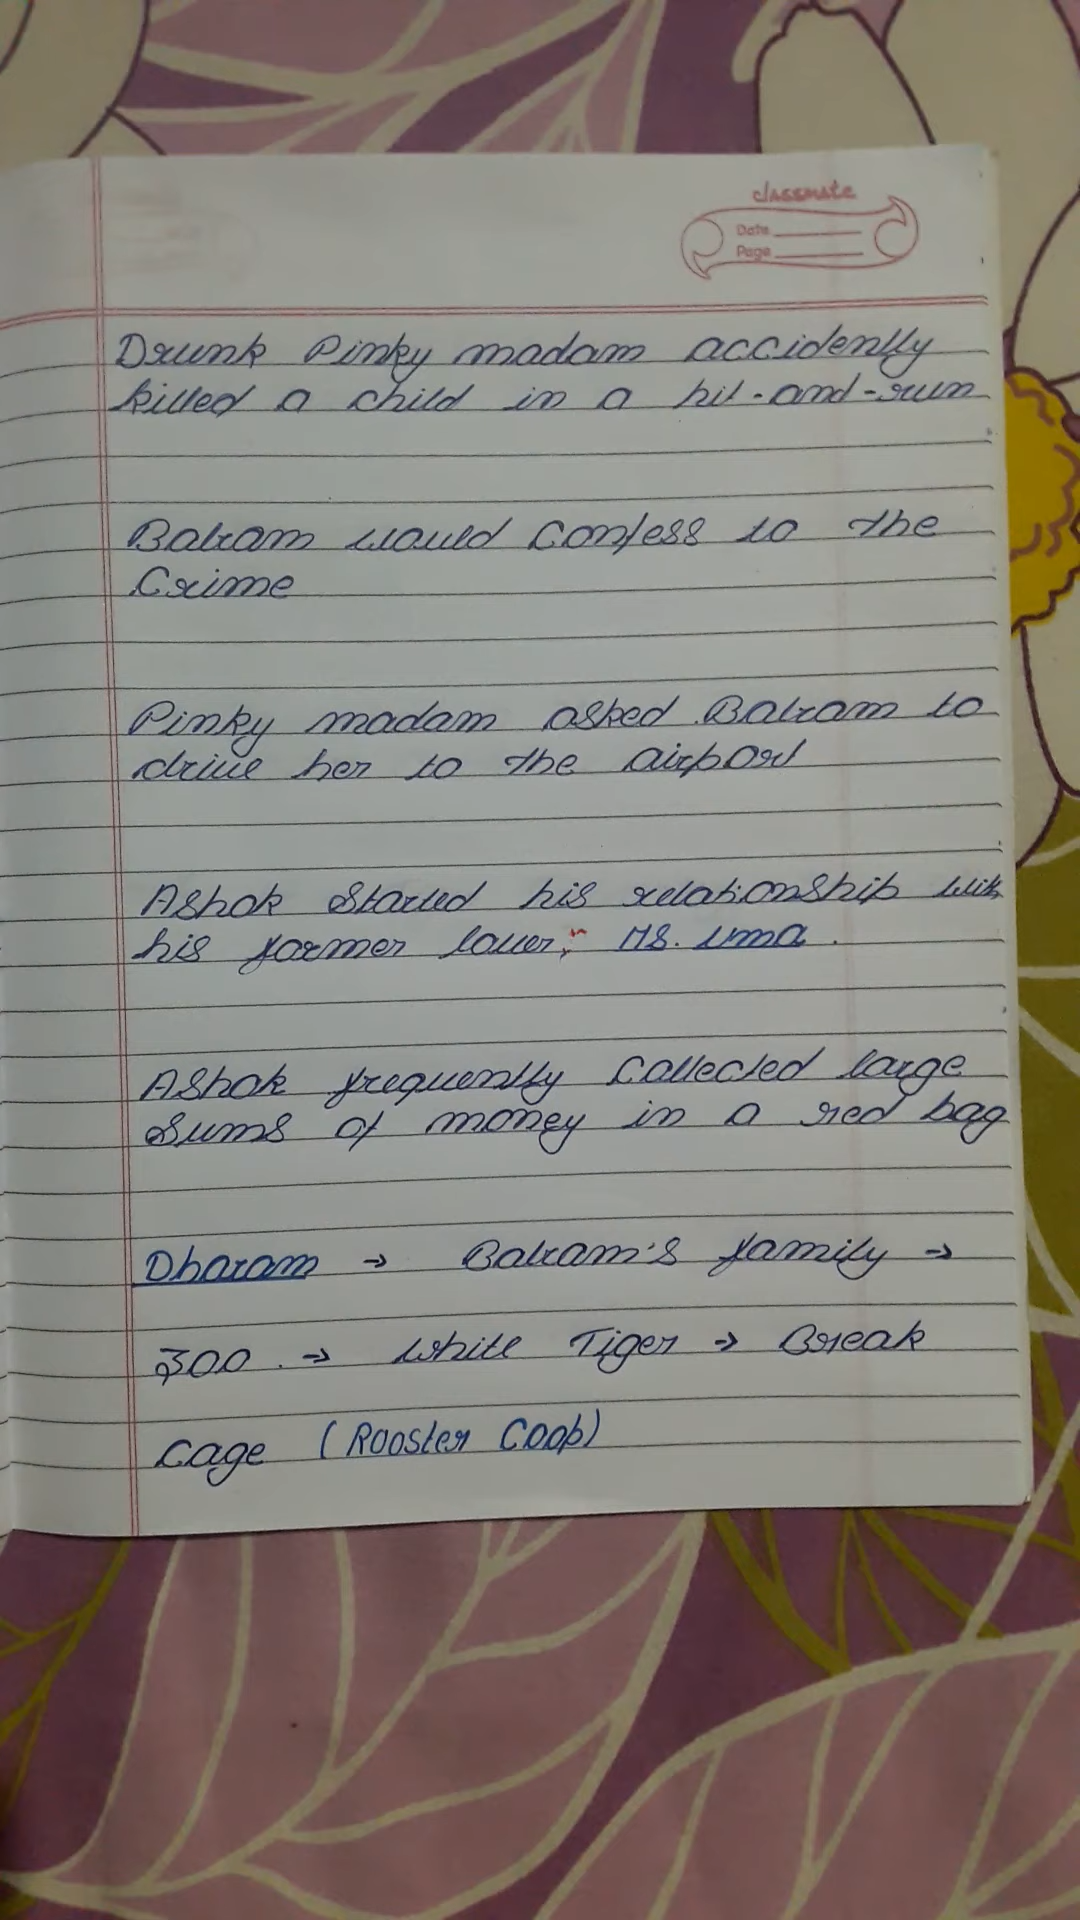 classmate
Date
Page
Drunk Pinky madam accidently
killed a child in a hit-and-run
Balram would confess to the
Crime
Pinky madam asked Balram to
drive her to the airport
Ashok Started his relationship with
his former lover, Ms. Uma.
Ashok frequently Collected large
Sums of money in a red bag
Dharam → Balram's family →
300 → White Tiger → Break
Cage (Rooster Coop)